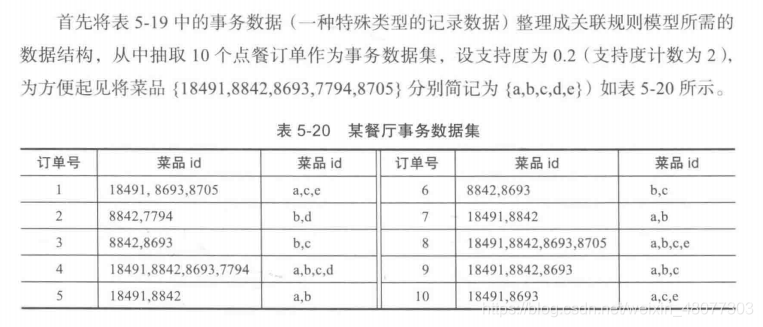 首先将表 5-19 中的事务数据（一种特殊类型的记录数据）整理成关联规则模型所需的
数据结构，从中抽取 10 个点餐订单作为事务数据集，设支持度为 0.2（支持度计数为 2），
为方便起见将菜品 {18491,8842,8693,7794,8705} 分别简记为 {a,b,c,d,e}）如表 5-20 所示。
表 5-20 某餐厅事务数据集
订单号 菜品 id 菜品 id 订单号 菜品 id 菜品 id
1 18491, 8693,8705 a,c,e 6 8842,8693 b,c
2 8842,7794 b,d 7 18491,8842 a,b
3 8842,8693 b,c 8 18491,8842,8693,8705 a,b,c,e
4 18491,8842,8693,7794 a,b,c,d 9 18491,8842,8693 a,b,c
5 18491,8842 a,b 10 18491,8693 a,c,e